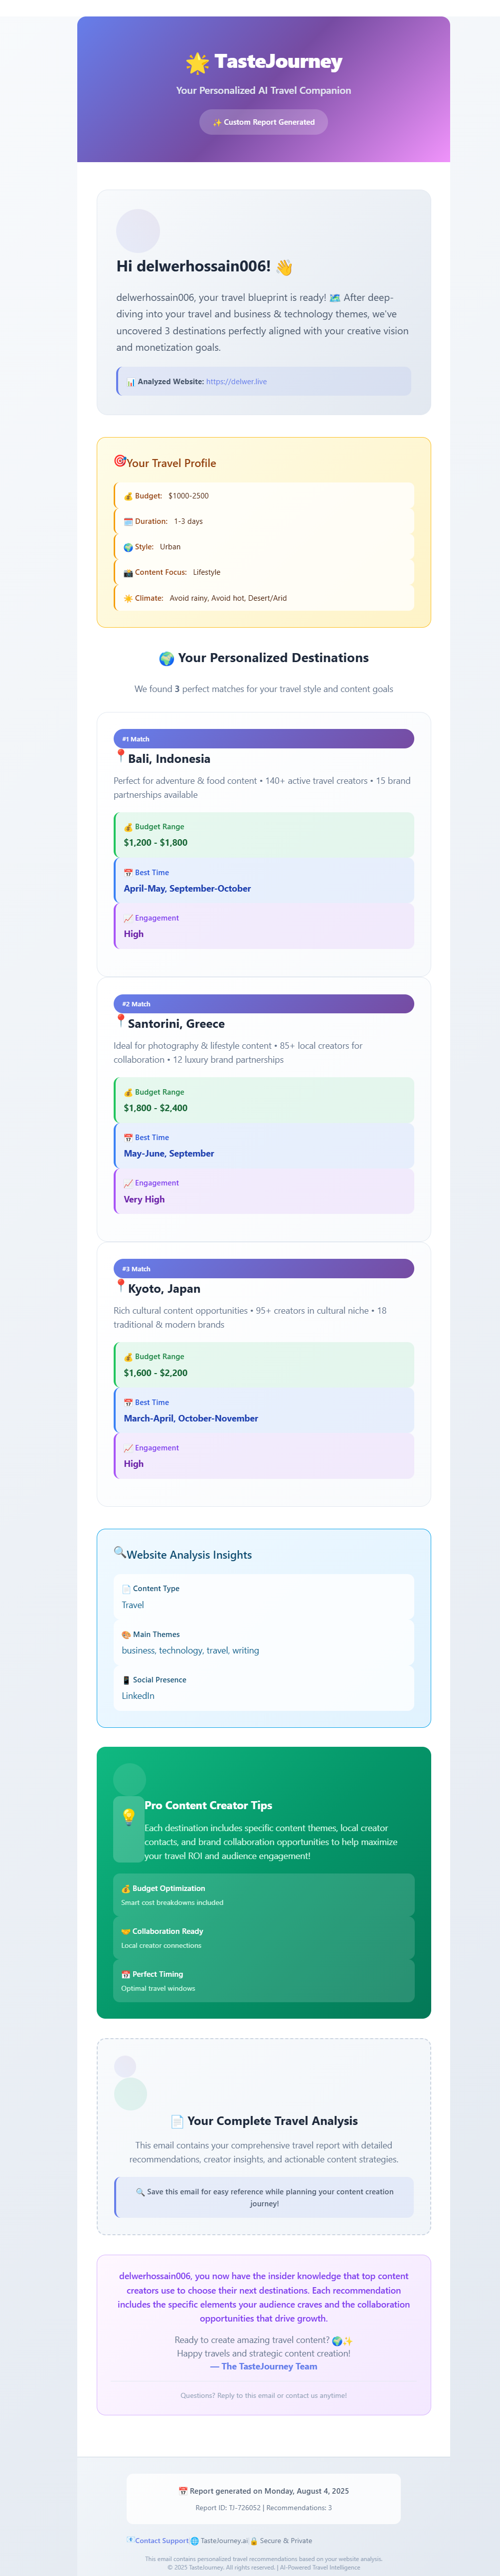 🌟 TasteJourney
Your Personalized AI Travel Companion
✨ Custom Report Generated
Hi delwerhossain006! 👋
delwerhossain006, your travel blueprint is ready! 🗺️ After deep-
diving into your travel and business & technology themes, we've
uncovered 3 destinations perfectly aligned with your creative vision
and monetization goals.
📊 Analyzed Website: https://delwer.live
🎯Your Travel Profile
💰 Budget: $1000-2500
🗓️ Duration: 1-3 days
🌍 Style: Urban
📸 Content Focus: Lifestyle
☀️ Climate: Avoid rainy, Avoid hot, Desert/Arid
🌍 Your Personalized Destinations
We found 3 perfect matches for your travel style and content goals
#1 Match
📍Bali, Indonesia
Perfect for adventure & food content • 140+ active travel creators • 15 brand
partnerships available
💰 Budget Range
$1,200 - $1,800
📅 Best Time
April-May, September-October
📈 Engagement
High
#2 Match
📍Santorini, Greece
Ideal for photography & lifestyle content • 85+ local creators for
collaboration • 12 luxury brand partnerships
💰 Budget Range
$1,800 - $2,400
📅 Best Time
May-June, September
📈 Engagement
Very High
#3 Match
📍Kyoto, Japan
Rich cultural content opportunities • 95+ creators in cultural niche • 18
traditional & modern brands
💰 Budget Range
$1,600 - $2,200
📅 Best Time
March-April, October-November
📈 Engagement
High
🔍Website Analysis Insights
📄 Content Type
Travel
🎨 Main Themes
business, technology, travel, writing
📱 Social Presence
LinkedIn
💡 Pro Content Creator Tips
Each destination includes specific content themes, local creator
contacts, and brand collaboration opportunities to help maximize
your travel ROI and audience engagement!
💰 Budget Optimization
Smart cost breakdowns included
🤝 Collaboration Ready
Local creator connections
📅 Perfect Timing
Optimal travel windows
📄 Your Complete Travel Analysis
This email contains your comprehensive travel report with detailed
recommendations, creator insights, and actionable content strategies.
🔍 Save this email for easy reference while planning your content creation
journey!
delwerhossain006, you now have the insider knowledge that top content
creators use to choose their next destinations. Each recommendation
includes the specific elements your audience craves and the collaboration
opportunities that drive growth.
Ready to create amazing travel content? 🌍✨
Happy travels and strategic content creation!
— The TasteJourney Team
Questions? Reply to this email or contact us anytime!
📅 Report generated on Monday, August 4, 2025
Report ID: TJ-726052 | Recommendations: 3
📧Contact Support🌐 TasteJourney.ai🔒 Secure & Private
This email contains personalized travel recommendations based on your website analysis.
© 2025 TasteJourney. All rights reserved. | AI-Powered Travel Intelligence